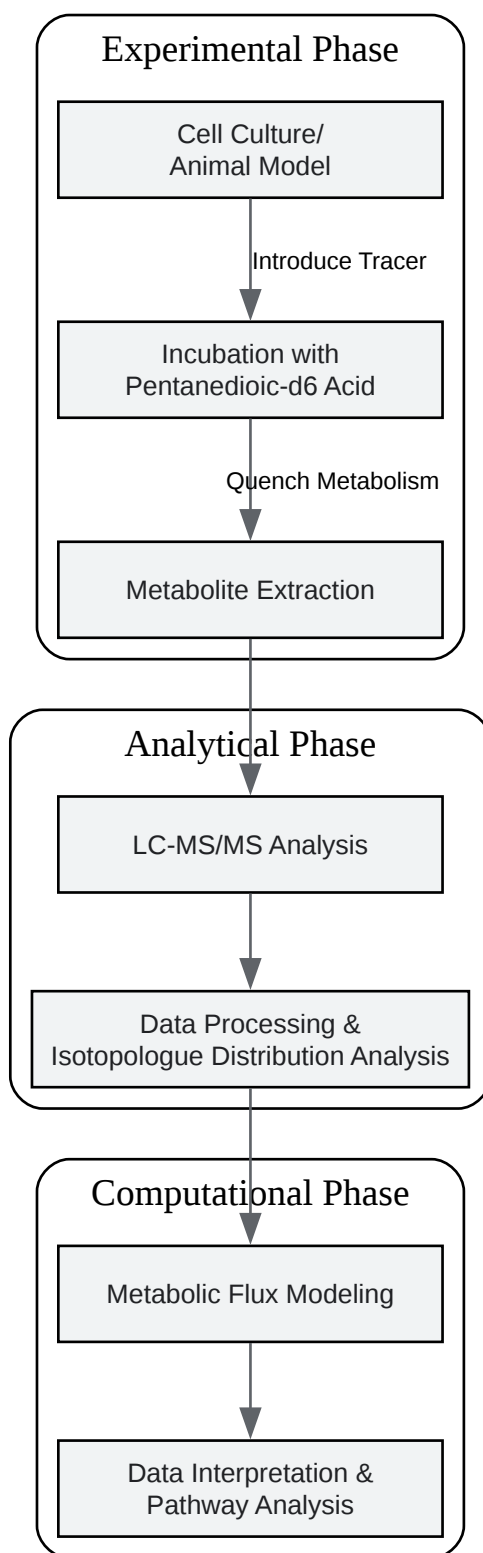 Experimental Phase
Cell Culture/
Animal Model
Introduce Tracer
Incubation with
Pentanedioic-d6 Acid
Quench Metabolism
Metabolite Extraction
Analytical Phase
LC-MS/MS Analysis
Data Processing &
Isotopologue Distribution Analysis
Computational Phase
Metabolic Flux Modeling
Data Interpretation &
Pathway Analysis